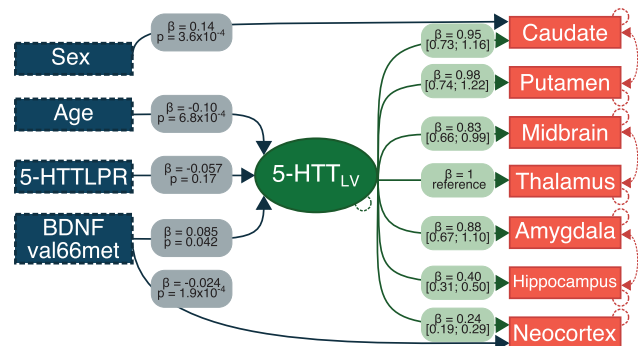 β = 0.14
p = 3.6x10⁻⁴
Sex
Age
β = -0.10
p = 6.8x10⁻⁴
5-HTTLPR
β = -0.057
p = 0.17
BDNF
val66met
β = 0.085
p = 0.042
β = -0.024
p = 1.9x10⁻⁴
5-HTT_LV
β = 0.95
[0.73; 1.16]
Caudate
β = 0.98
[0.74; 1.22]
Putamen
β = 0.83
[0.66; 0.99]
Midbrain
β = 1
reference
Thalamus
β = 0.88
[0.67; 1.10]
Amygdala
β = 0.40
[0.31; 0.50]
Hippocampus
β = 0.24
[0.19; 0.29]
Neocortex